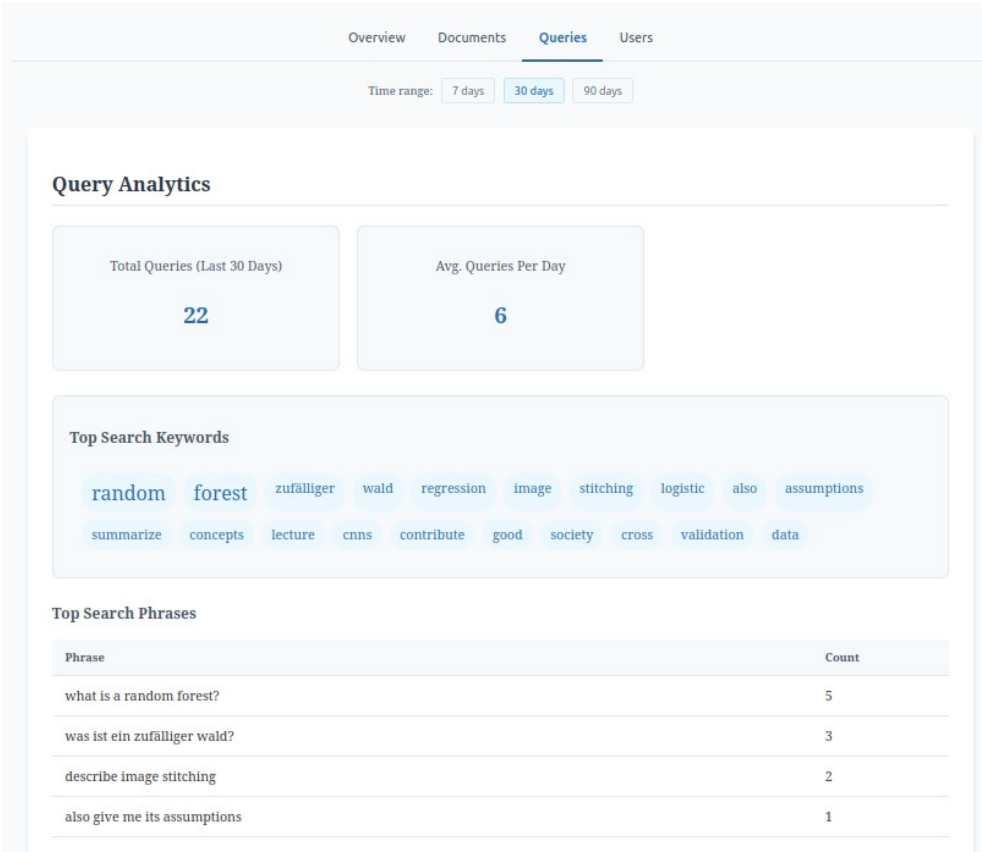 Overview Documents Queries Users
Time range: 7 days 30 days 90 days
Query Analytics
Total Queries (Last 30 Days) Avg. Queries Per Day
22 6
Top Search Keywords
random forest zufälliger wald regression image stitching logistic also assumptions
summarize concepts lecture cnns contribute good society cross validation data
Top Search Phrases
Phrase Count
what is a random forest? 5
was ist ein zufälliger wald? 3
describe image stitching 2
also give me its assumptions 1